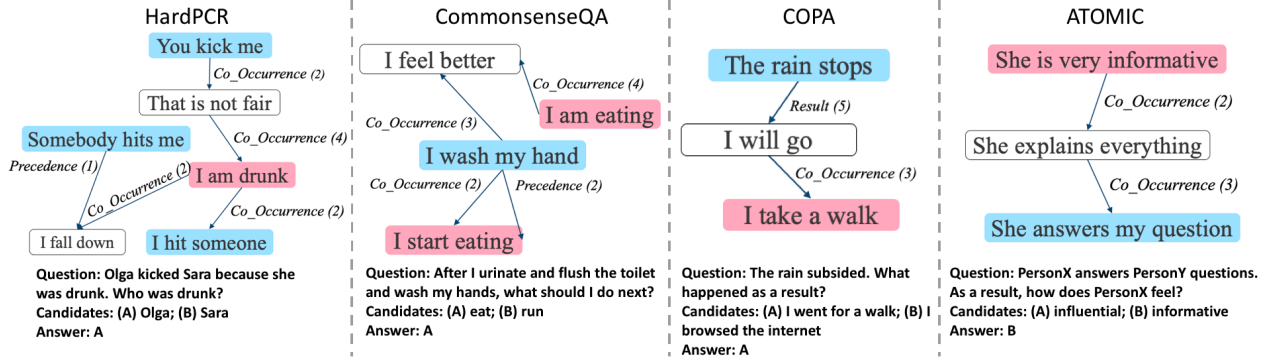 HardPCR
You kick me
Co_Occurrence (2)
That is not fair
Somebody hits me
Co_Occurrence (4)
Precedence (1)
Co_Occurrence (2)
I am drunk
Co_Occurrence (2)
I fall down
I hit someone
Question: Olga kicked Sara because she
was drunk. Who was drunk?
Candidates: (A) Olga; (B) Sara
Answer: A
CommonsenseQA
I feel better
Co_Occurrence (4)
I am eating
Co_Occurrence (3)
I wash my hand
Co_Occurrence (2)
Precedence (2)
I start eating
Question: After I urinate and flush the toilet
and wash my hands, what should I do next?
Candidates: (A) eat; (B) run
Answer: A
COPA
The rain stops
Result (5)
I will go
Co_Occurrence (3)
I take a walk
Question: The rain subsided. What
happened as a result?
Candidates: (A) I went for a walk; (B) I
browsed the internet
Answer: A
ATOMIC
She is very informative
Co_Occurrence (2)
She explains everything
Co_Occurrence (3)
She answers my question
Question: PersonX answers PersonY questions.
As a result, how does PersonX feel?
Candidates: (A) influential; (B) informative
Answer: B